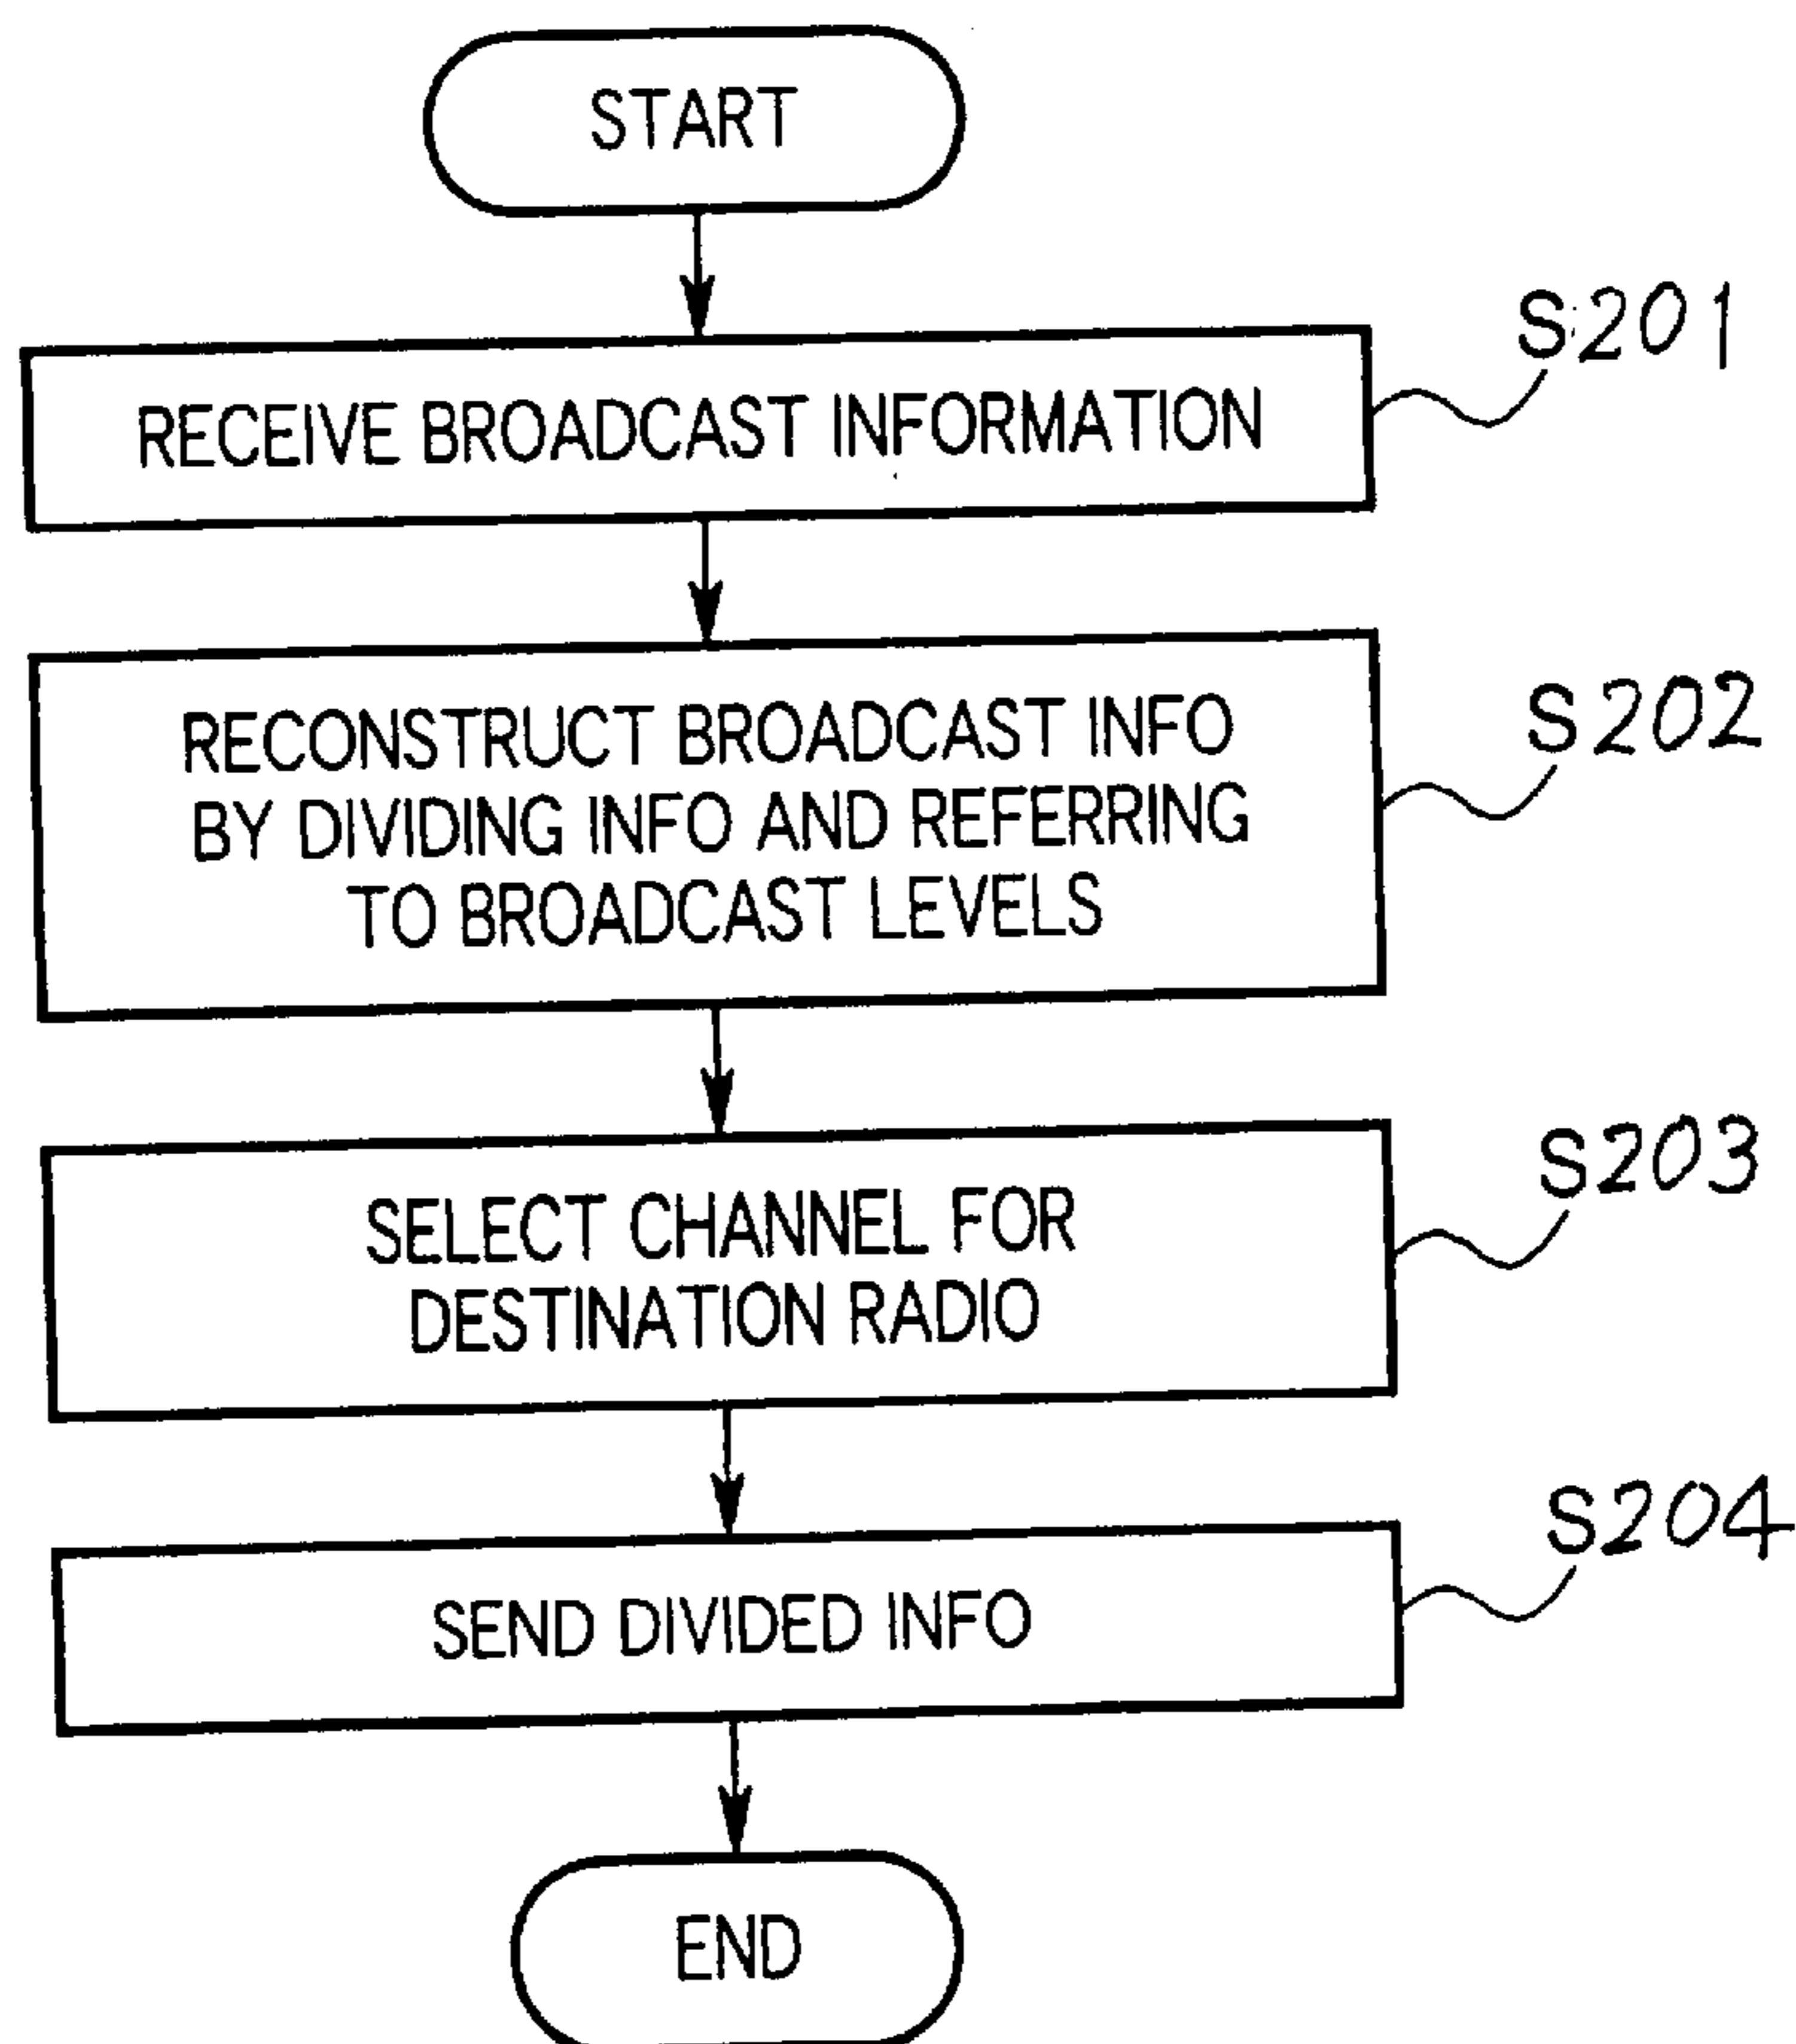 START
S201
RECEIVE BROADCAST INFORMATION
S202
RECONSTRUCT BROADCAST INFO
BY DIVIDING INFO AND REFERRING
TO BROADCAST LEVELS
S203
SELECT CHANNEL FOR
DESTINATION RADIO
S204
SEND DIVIDED INFO
END